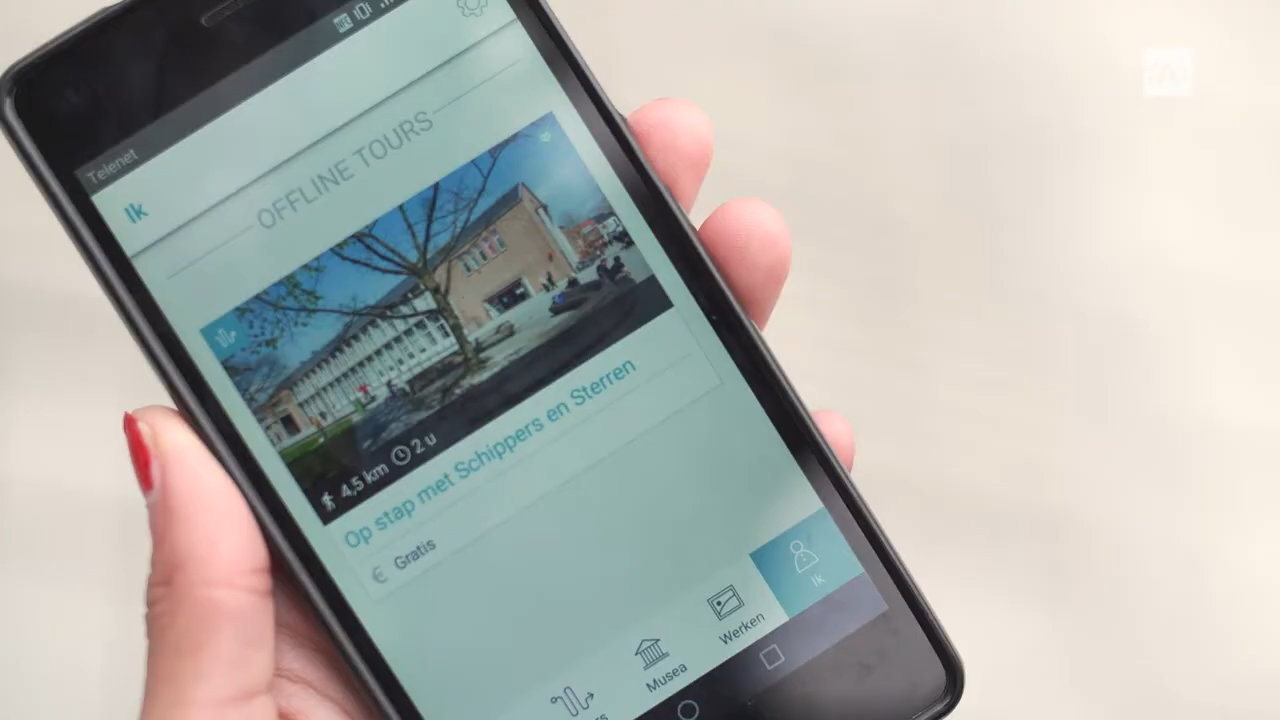 Telenet
Ik
OFFLINE TOURS
4,5 km 2 u
Op stap met Schippers en Sterren
€ Gratis
Musea
Werken
Ik